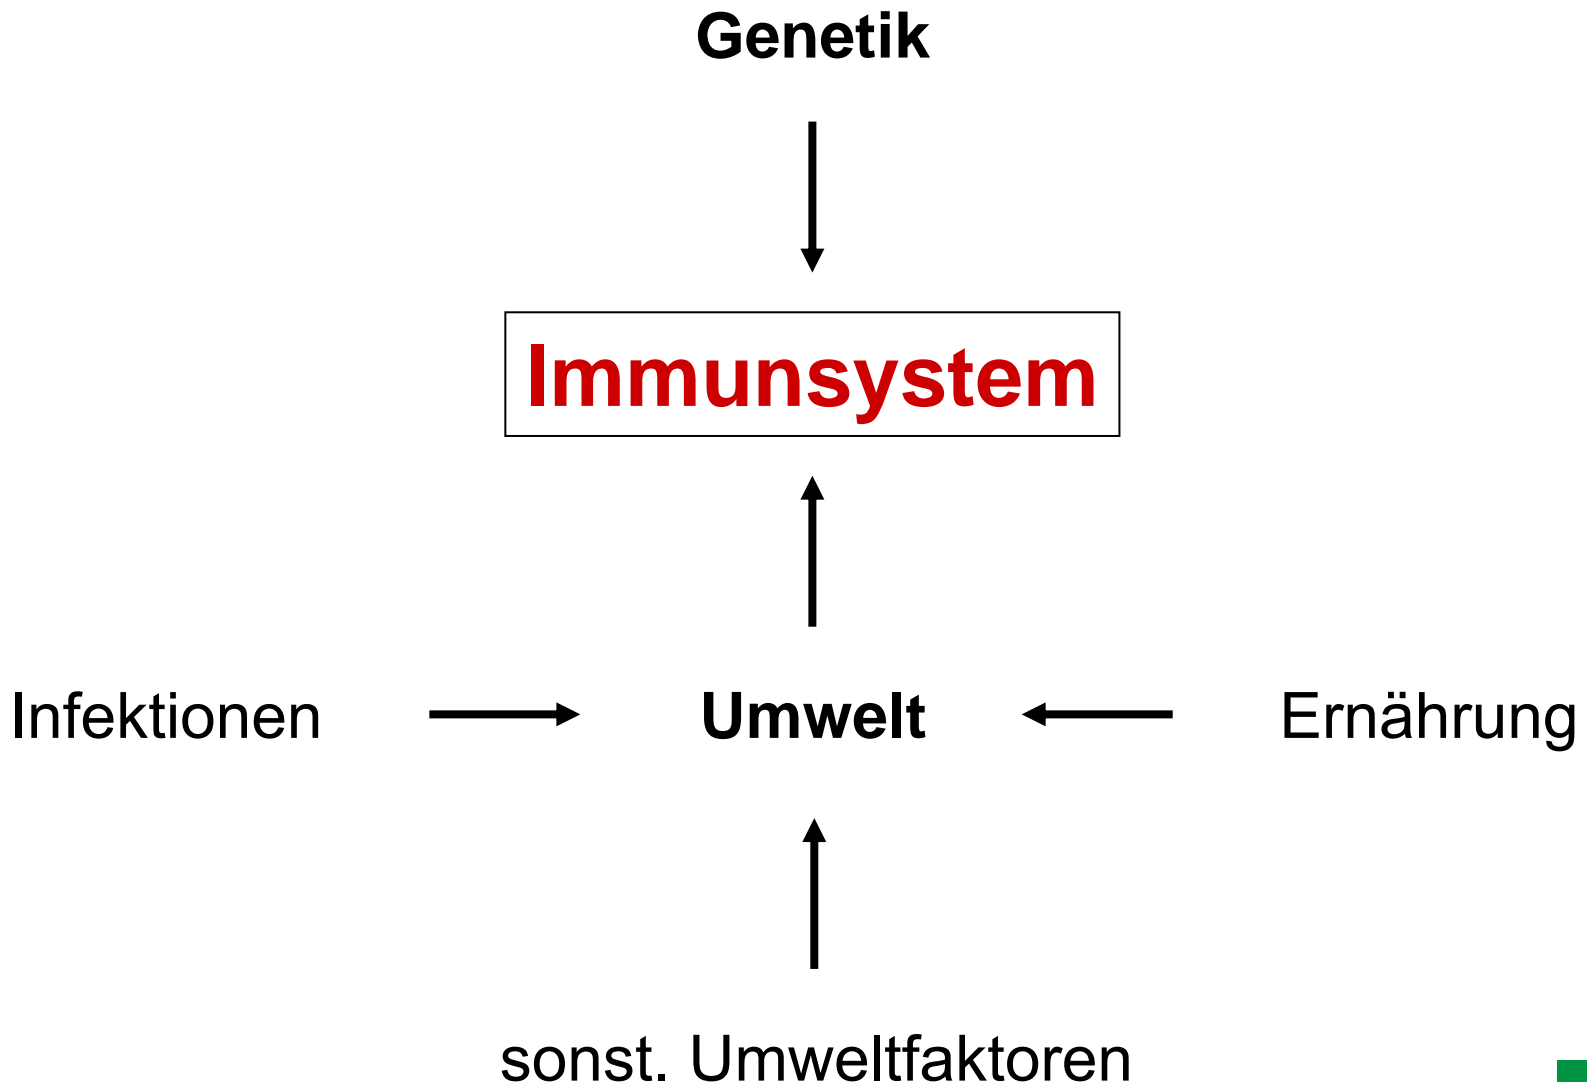 Genetik
Immunsystem
Infektionen
Umwelt
Ernährung
sonst. Umweltfaktoren